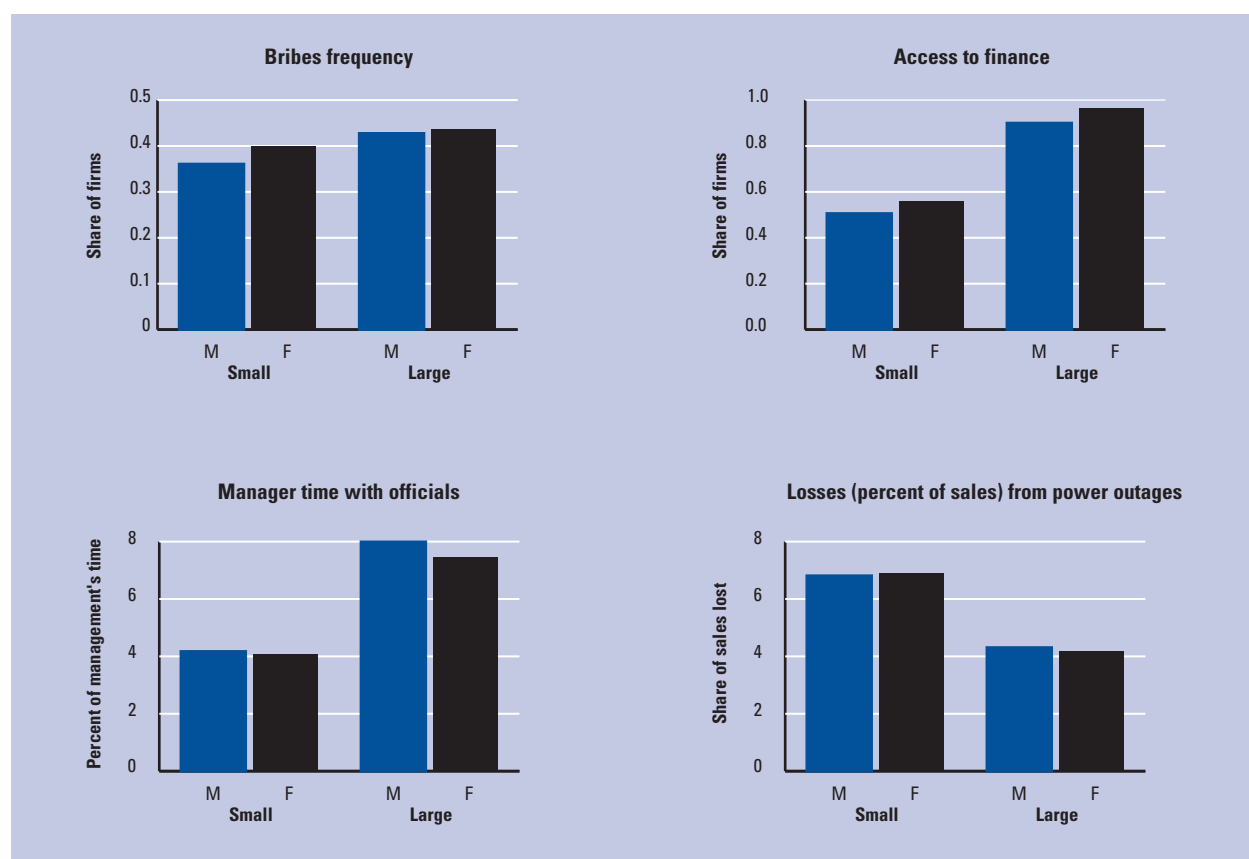 Bribes frequency
Share of firms
0.5
0.4
0.3
0.2
0.1
0
M F M F
Small Large
Access to finance
Share of firms
1.0
0.8
0.6
0.4
0.2
0.0
M F M F
Small Large
Manager time with officials
Percent of management's time
8
6
4
2
0
M F M F
Small Large
Losses (percent of sales) from power outages
Share of sales lost
8
6
4
2
0
M F M F
Small Large